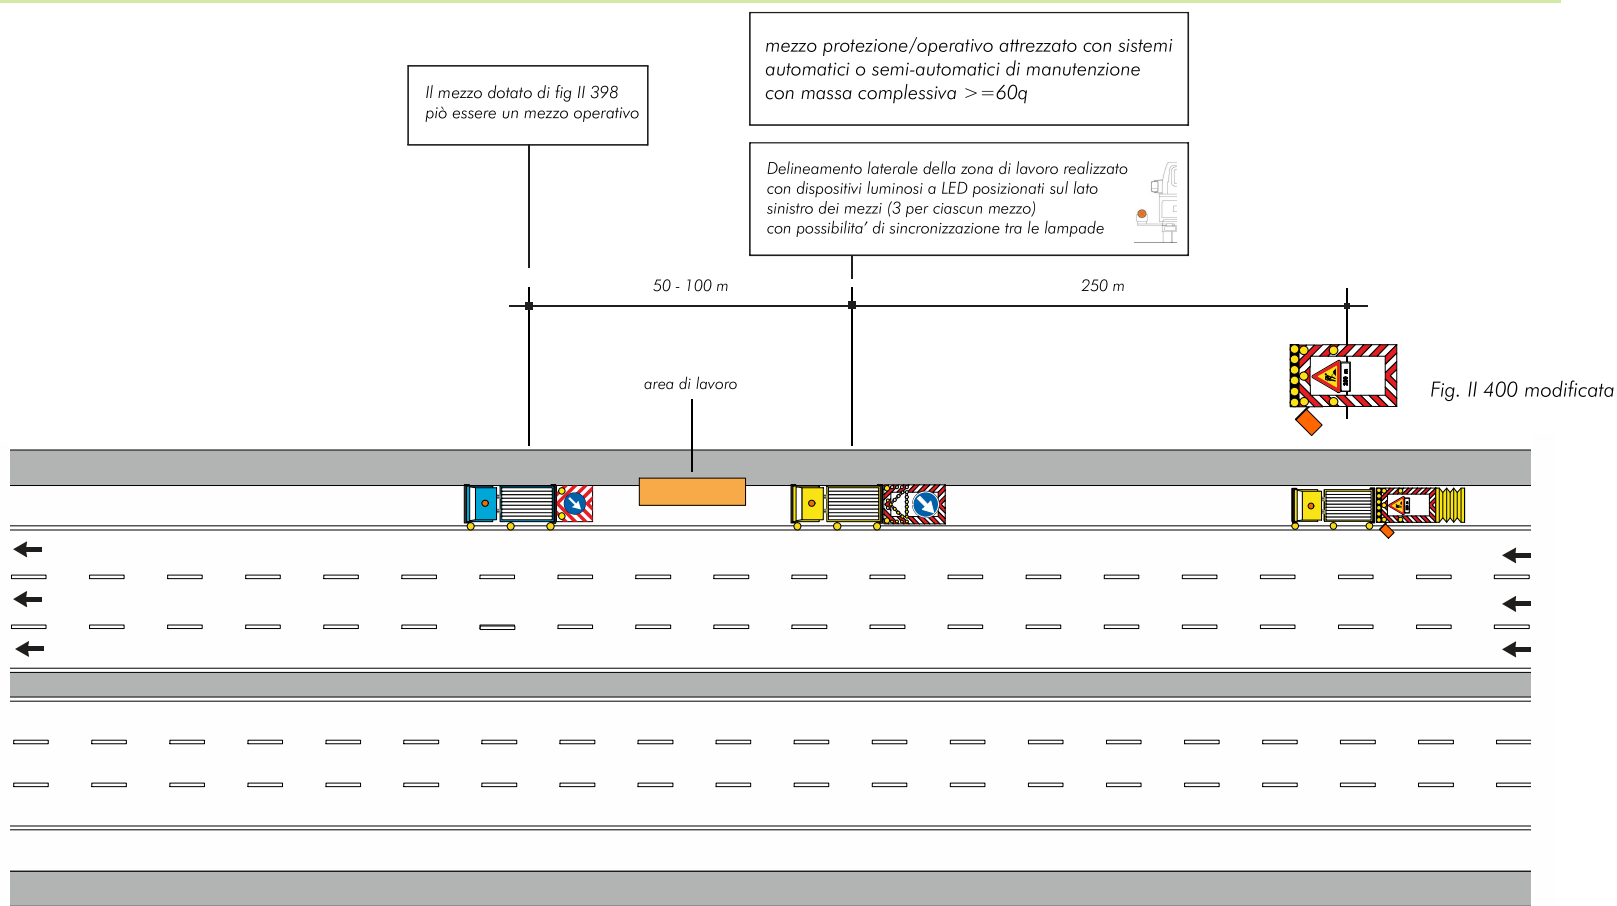 mezzo protezione/operativo attrezzato con sistemi
automatici o semi-automatici di manutenzione
con massa complessiva >=60q
Il mezzo dotato di fig II 398
piò essere un mezzo operativo
Delineamento laterale della zona di lavoro realizzato
con dispositivi luminosi a LED posizionati sul lato
sinistro dei mezzi (3 per ciascun mezzo)
con possibilita' di sincronizzazione tra le lampade
50 - 100 m
250 m
area di lavoro
Fig. II 400 modificata